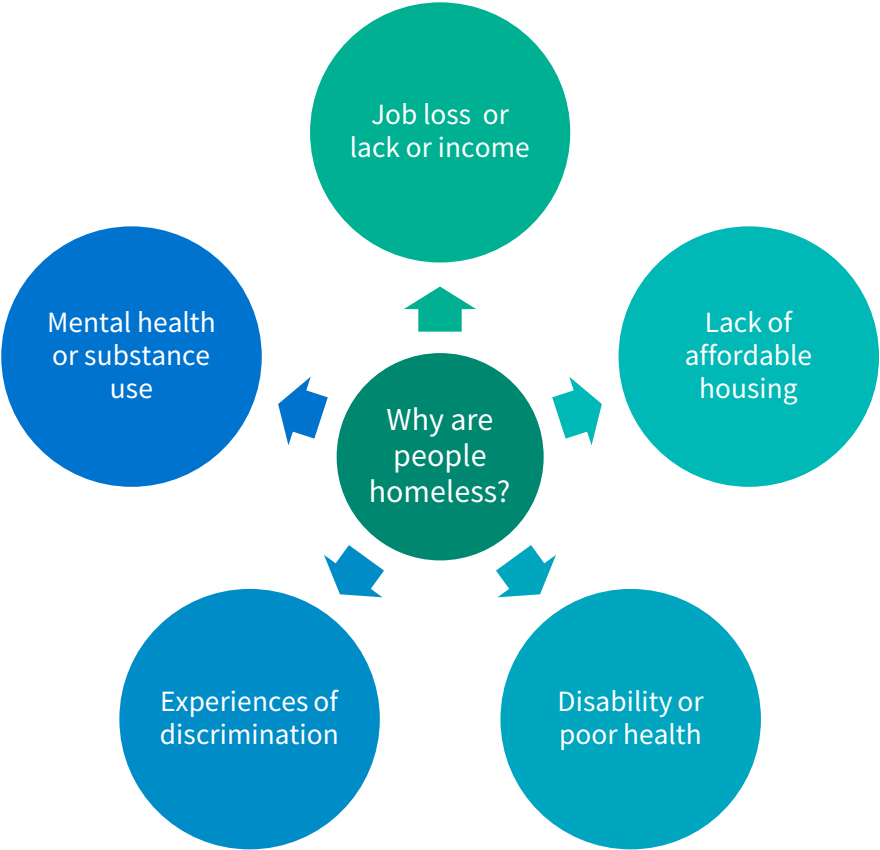 Job loss  or
lack or income
Lack of
affordable
housing
Disability or
poor health
Experiences of
discrimination
Mental health
or substance
use
Why are
people
homeless?